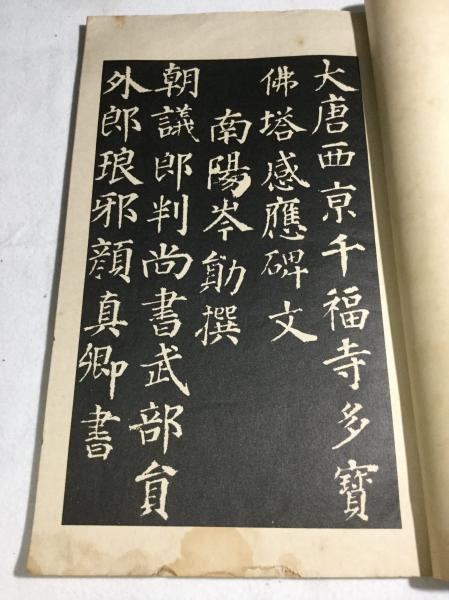 大唐西京千福寺多寶
佛塔感應碑文
南陽岑勛撰
朝議郎判尚書武部員
外郎琅邪顏真卿書